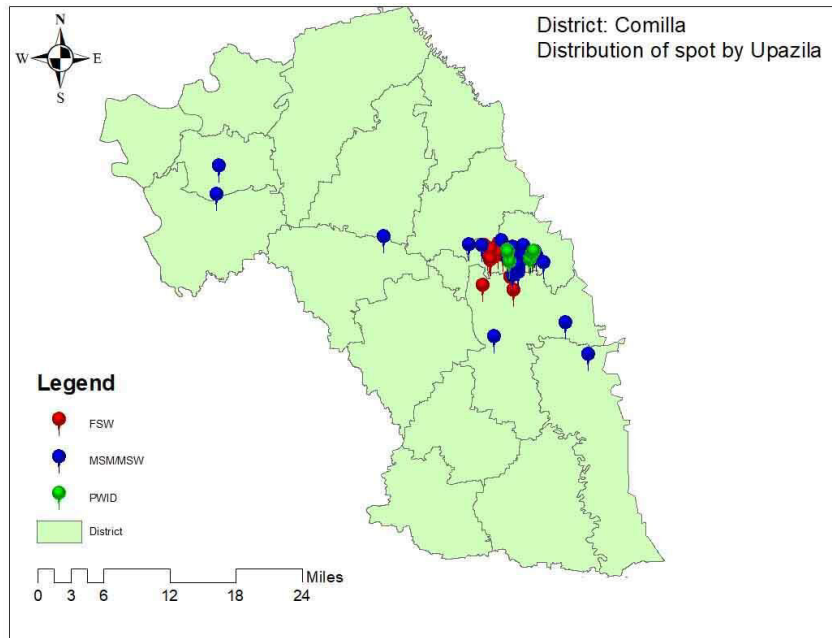 District: Comilla
Distribution of spot by Upazila
N
W E
S
Legend
FSW
MSM/MSW
PWID
District
Miles
0 3 6 12 18 24